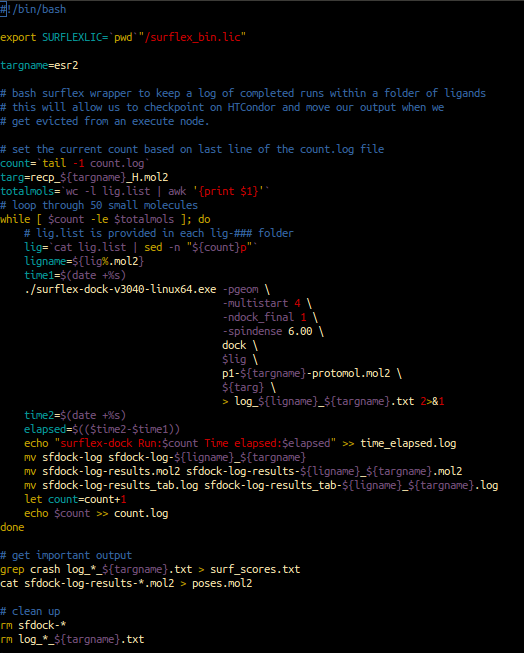 #!/bin/bash

export SURFLEXLIC=`pwd`"/surflex_bin.lic"

targname=esr2

# bash surflex wrapper to keep a log of completed runs within a folder of ligands
# this will allow us to checkpoint on HTCondor and move our output when we
# get evicted from an execute node.

# set the current count based on last line of the count.log file
count=`tail -1 count.log`
targ=recp_${targname}_H.mol2
totalmols=`wc -l lig.list | awk '{print $1}'`
# loop through 50 small molecules
while [ $count -le $totalmols ]; do
    # lig.list is provided in each lig-### folder
    lig=`cat lig.list | sed -n "${count}p"`
    ligname=${lig%.mol2}
    time1=$(date +%s)
    ./surflex-dock-v3040-linux64.exe -pgeom \
                                     -multistart 4 \
                                     -ndock_final 1 \
                                     -spindense 6.00 \
                                     dock \
                                     $lig \
                                     p1-${targname}-protomol.mol2 \
                                     ${targ} \
                                     > log_${ligname}_${targname}.txt 2>&1
    time2=$(date +%s)
    elapsed=$(($time2-$time1))
    echo "surflex-dock Run:$count Time elapsed:$elapsed" >> time_elapsed.log
    mv sfdock-log sfdock-log-${ligname}_${targname}
    mv sfdock-log-results.mol2 sfdock-log-results-${ligname}_${targname}.mol2
    mv sfdock-log-results_tab.log sfdock-log-results_tab-${ligname}_${targname}.log
    let count=count+1
    echo $count >> count.log
done

# get important output
grep crash log_*_${targname}.txt > surf_scores.txt
cat sfdock-log-results-*.mol2 > poses.mol2

# clean up
rm sfdock-*
rm log_*_${targname}.txt